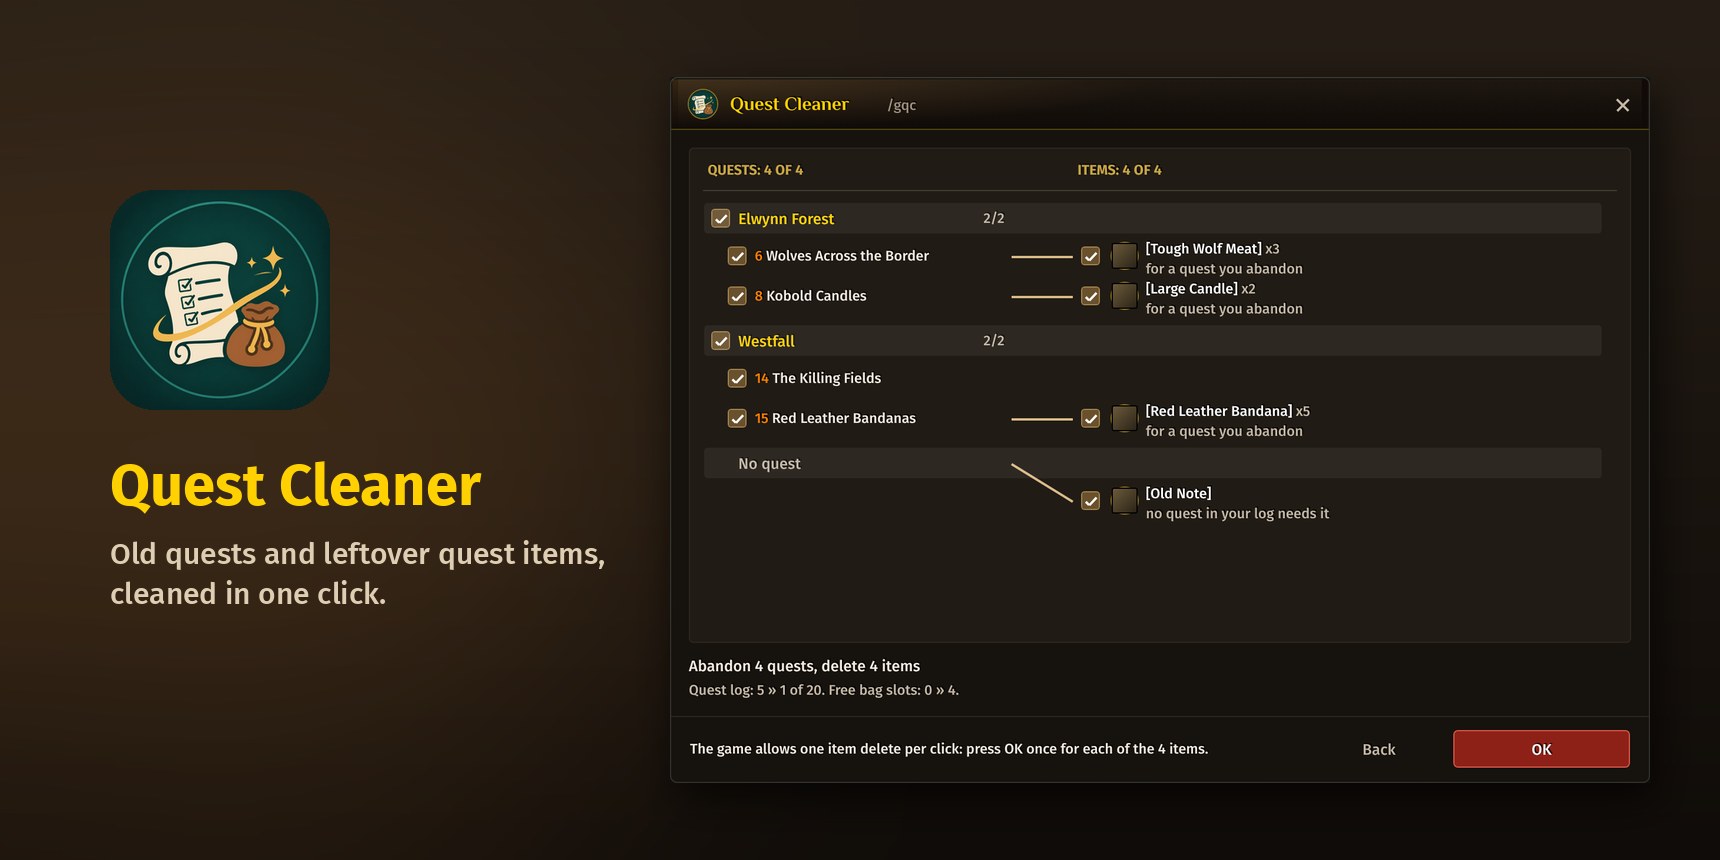 Quest Cleaner
Old quests and leftover quest items,
cleaned in one click.
Quest Cleaner /gqc
QUESTS: 4 OF 4 ITEMS: 4 OF 4
Elwynn Forest 2/2
6 Wolves Across the Border [Tough Wolf Meat] x3
for a quest you abandon
8 Kobold Candles [Large Candle] x2
for a quest you abandon
Westfall 2/2
14 The Killing Fields
15 Red Leather Bandanas [Red Leather Bandana] x5
for a quest you abandon
No quest
[Old Note]
no quest in your log needs it
Abandon 4 quests, delete 4 items
Quest log: 5 » 1 of 20. Free bag slots: 0 » 4.
The game allows one item delete per click: press OK once for each of the 4 items. Back OK